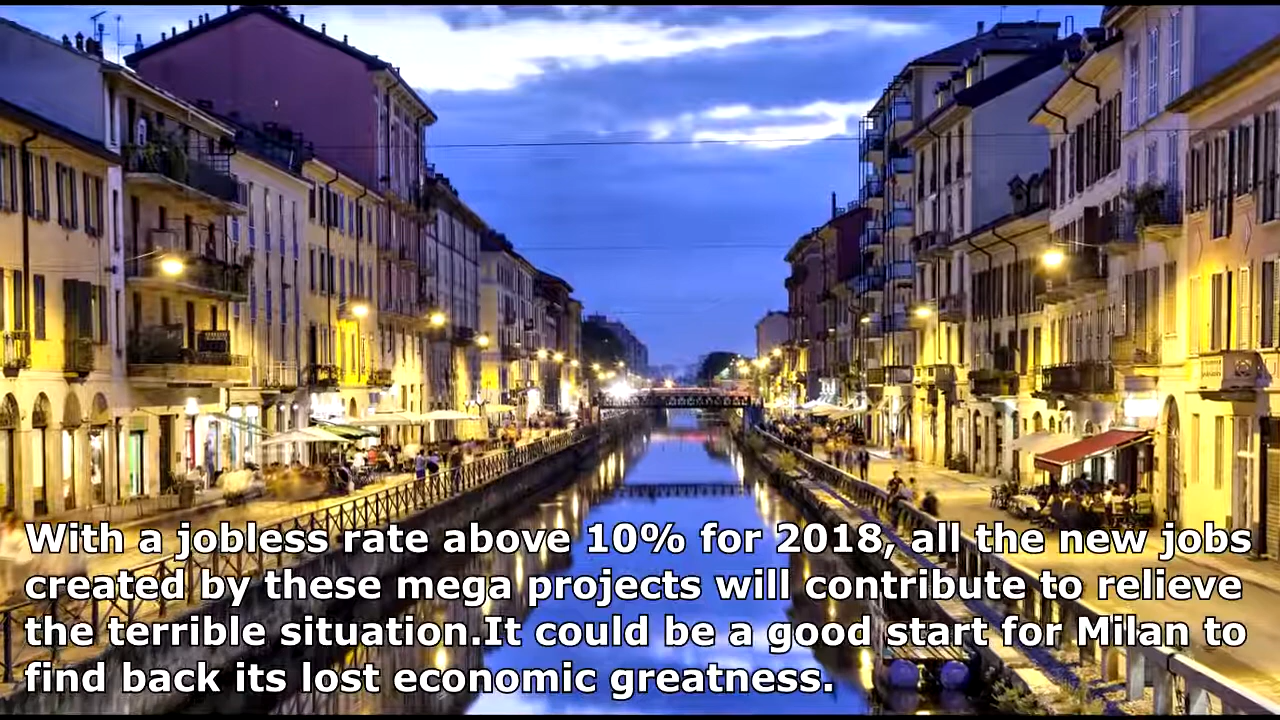 With a jobless rate above 10% for 2018, all the new jobs
created by these mega projects will contribute to relieve
the terrible situation.It could be a good start for Milan to
find back its lost economic greatness.